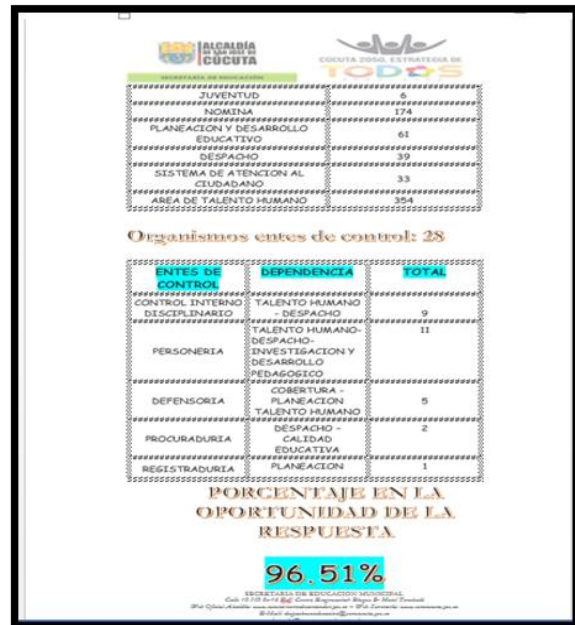 ALCALDÍA
DE SAN JOSÉ DE
CÚCUTA
SECRETARÍA DE EDUCACIÓN
CÚCUTA 2050, ESTRATEGIA DE
TODOS
JUVENTUD 6
NOMINA 174
PLANEACION Y DESARROLLO
EDUCATIVO 61
DESPACHO 39
SISTEMA DE ATENCION AL
CIUDADANO 33
AREA DE TALENTO HUMANO 354
Organismos entes de control: 28
ENTES DE
CONTROL DEPENDENCIA TOTAL
CONTROL INTERNO
DISCIPLINARIO TALENTO HUMANO
- DESPACHO 9
PERSONERIA TALENTO HUMANO-
DESPACHO-
INVESTIGACION Y
DESARROLLO
PEDAGOGICO 11
DEFENSORIA COBERTURA -
PLANEACION
TALENTO HUMANO 5
PROCURADURIA DESPACHO -
CALIDAD
EDUCATIVA 2
REGISTRADURIA PLANEACION 1
PORCENTAJE EN LA
OPORTUNIDAD DE LA
RESPUESTA
96.51%
SECRETARIA DE EDUCACIÓN MUNICIPAL